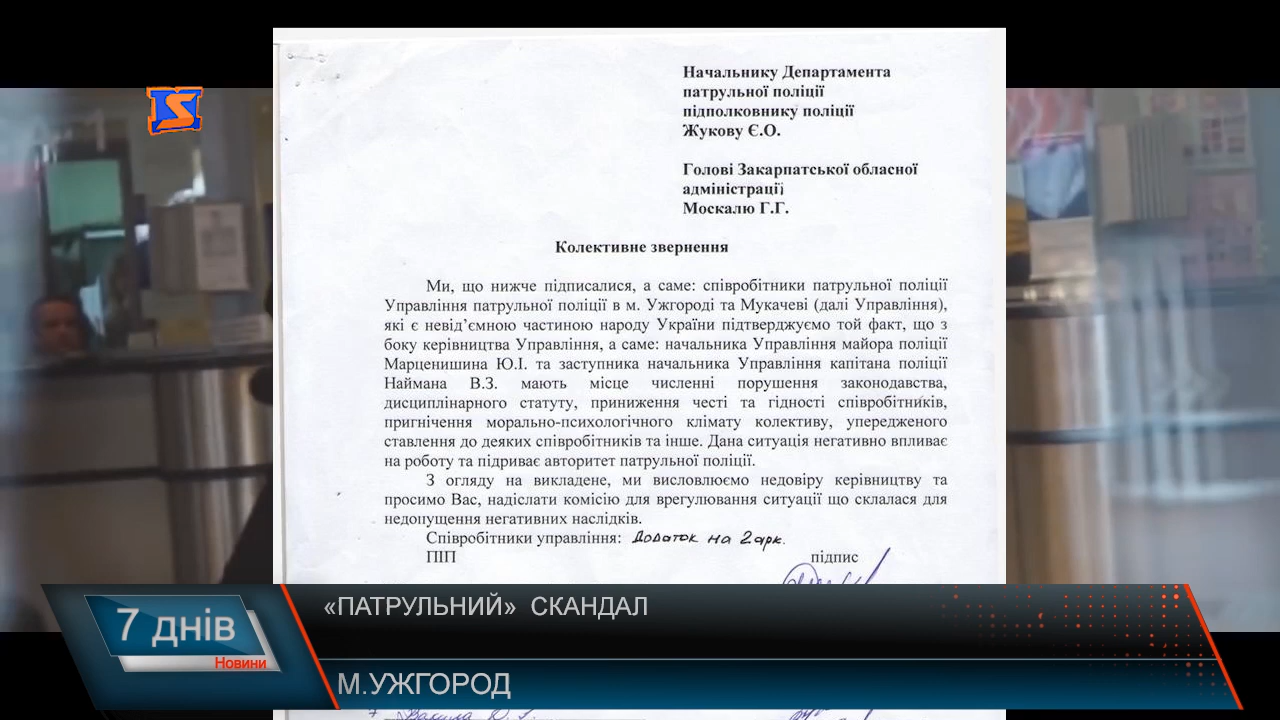 Начальнику Департамента
патрульної поліції
підполковнику поліції
Жукову Є.О.
Голові Закарпатської обласної
адміністрації
Москалю Г.Г.
Колективне звернення
Ми, що нижче підписалися, а саме: співробітники патрульної поліції
Управління патрульної поліції в м. Ужгороді та Мукачеві (далі Управління),
які є невід’ємною частиною народу України підтверджуємо той факт, що з
боку керівництва Управління, а саме: начальника Управління майора поліції
Марценишина Ю.І. та заступника начальника Управління капітана поліції
Наймана В.З. мають місце численні порушення законодавства,
дисциплінарного статуту, приниження честі та гідності співробітників,
пригнічення морально-психологічного клімату колективу, упередженого
ставлення до деяких співробітників та інше. Дана ситуація негативно впливає
на роботу та підриває авторитет патрульної поліції.
З огляду на викладене, ми висловлюємо недовіру керівництву та
просимо Вас, надіслати комісію для врегулювання ситуації що склалася для
недопущення негативних наслідків.
Співробітники управління: Додаток на 2 арк.
ПІП підпис
«ПАТРУЛЬНИЙ» СКАНДАЛ
7 днів
Новини
М.УЖГОРОД